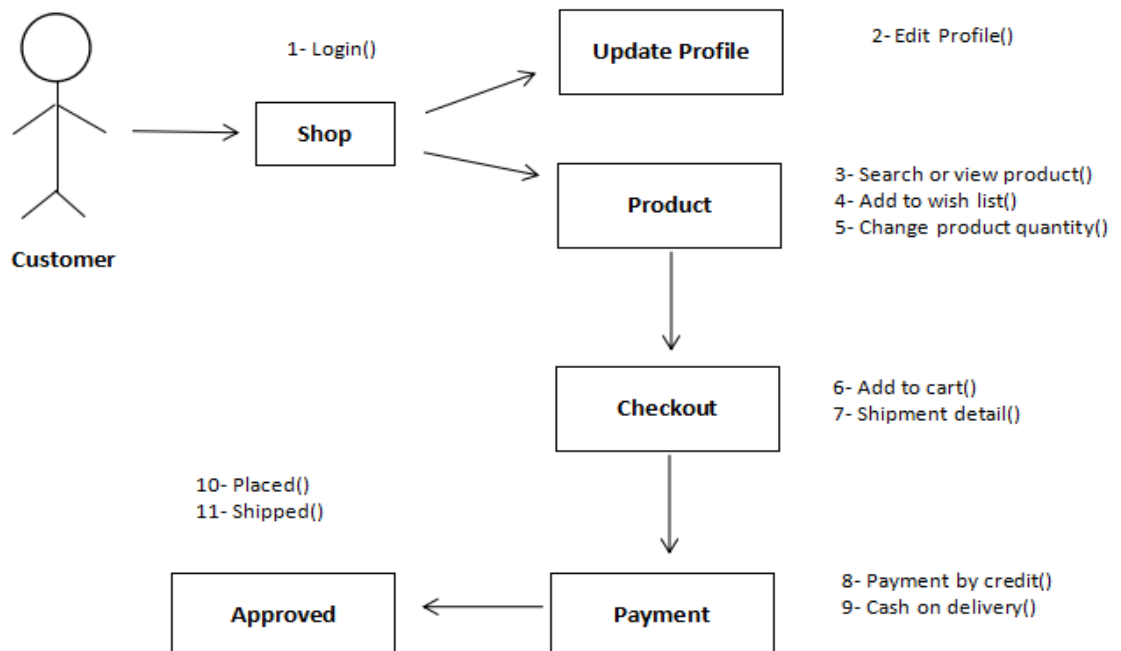 1- Login()
Update Profile
2- Edit Profile()
Shop
3- Search or view product()
Product
4- Add to wish list()
5- Change product quantity()
Customer
Checkout
6- Add to cart()
7- Shipment detail()
10- Placed()
11- Shipped()
Approved
Payment
8- Payment by credit()
9- Cash on delivery()